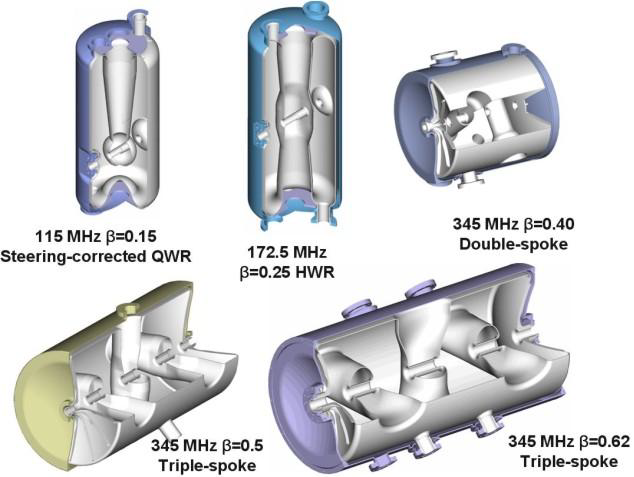 115 MHz β=0.15
Steering-corrected QWR
172.5 MHz
β=0.25 HWR
345 MHz β=0.40
Double-spoke
345 MHz β=0.5
Triple-spoke
345 MHz β=0.62
Triple-spoke